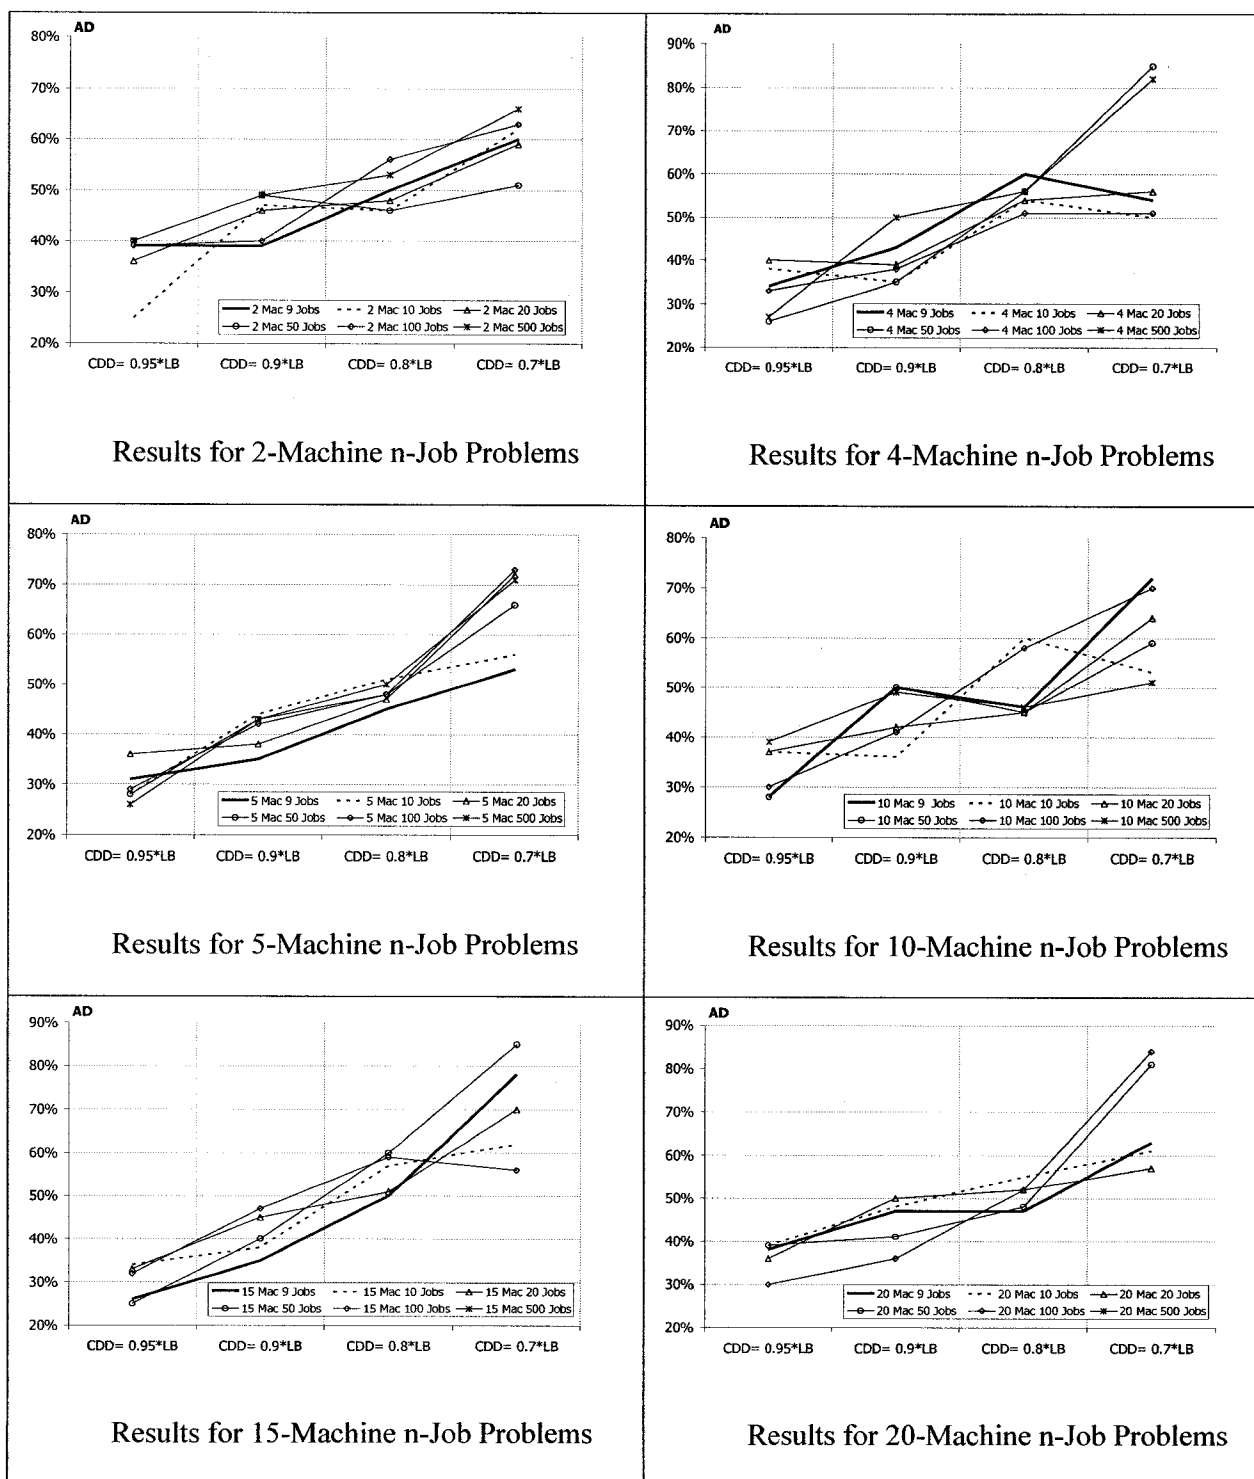 AD
80%
70%
60%
50%
40%
30%
20%
2 Mac 9 Jobs 2 Mac 10 Jobs 2 Mac 20 Jobs
2 Mac 50 Jobs 2 Mac 100 Jobs 2 Mac 500 Jobs
CDD= 0.95*LB CDD= 0.9*LB CDD= 0.8*LB CDD= 0.7*LB
Results for 2-Machine n-Job Problems
AD
90%
80%
70%
60%
50%
40%
30%
20%
4 Mac 9 Jobs 4 Mac 10 Jobs 4 Mac 20 Jobs
4 Mac 50 Jobs 4 Mac 100 Jobs 4 Mac 500 Jobs
CDD= 0.95*LB CDD= 0.9*LB CDD= 0.8*LB CDD= 0.7*LB
Results for 4-Machine n-Job Problems
AD
80%
70%
60%
50%
40%
30%
20%
5 Mac 9 Jobs 5 Mac 10 Jobs 5 Mac 20 Jobs
5 Mac 50 Jobs 5 Mac 100 Jobs 5 Mac 500 Jobs
CDD= 0.95*LB CDD= 0.9*LB CDD= 0.8*LB CDD= 0.7*LB
Results for 5-Machine n-Job Problems
AD
80%
70%
60%
50%
40%
30%
20%
10 Mac 9 Jobs 10 Mac 10 Jobs 10 Mac 20 Jobs
10 Mac 50 Jobs 10 Mac 100 Jobs 10 Mac 500 Jobs
CDD= 0.95*LB CDD= 0.9*LB CDD= 0.8*LB CDD= 0.7*LB
Results for 10-Machine n-Job Problems
AD
90%
80%
70%
60%
50%
40%
30%
20%
15 Mac 9 Jobs 15 Mac 10 Jobs 15 Mac 20 Jobs
15 Mac 50 Jobs 15 Mac 100 Jobs 15 Mac 500 Jobs
CDD= 0.95*LB CDD= 0.9*LB CDD= 0.8*LB CDD= 0.7*LB
Results for 15-Machine n-Job Problems
AD
90%
80%
70%
60%
50%
40%
30%
20%
20 Mac 9 Jobs 20 Mac 10 Jobs 20 Mac 20 Jobs
20 Mac 50 Jobs 20 Mac 100 Jobs 20 Mac 500 Jobs
CDD= 0.95*LB CDD= 0.9*LB CDD= 0.8*LB CDD= 0.7*LB
Results for 20-Machine n-Job Problems